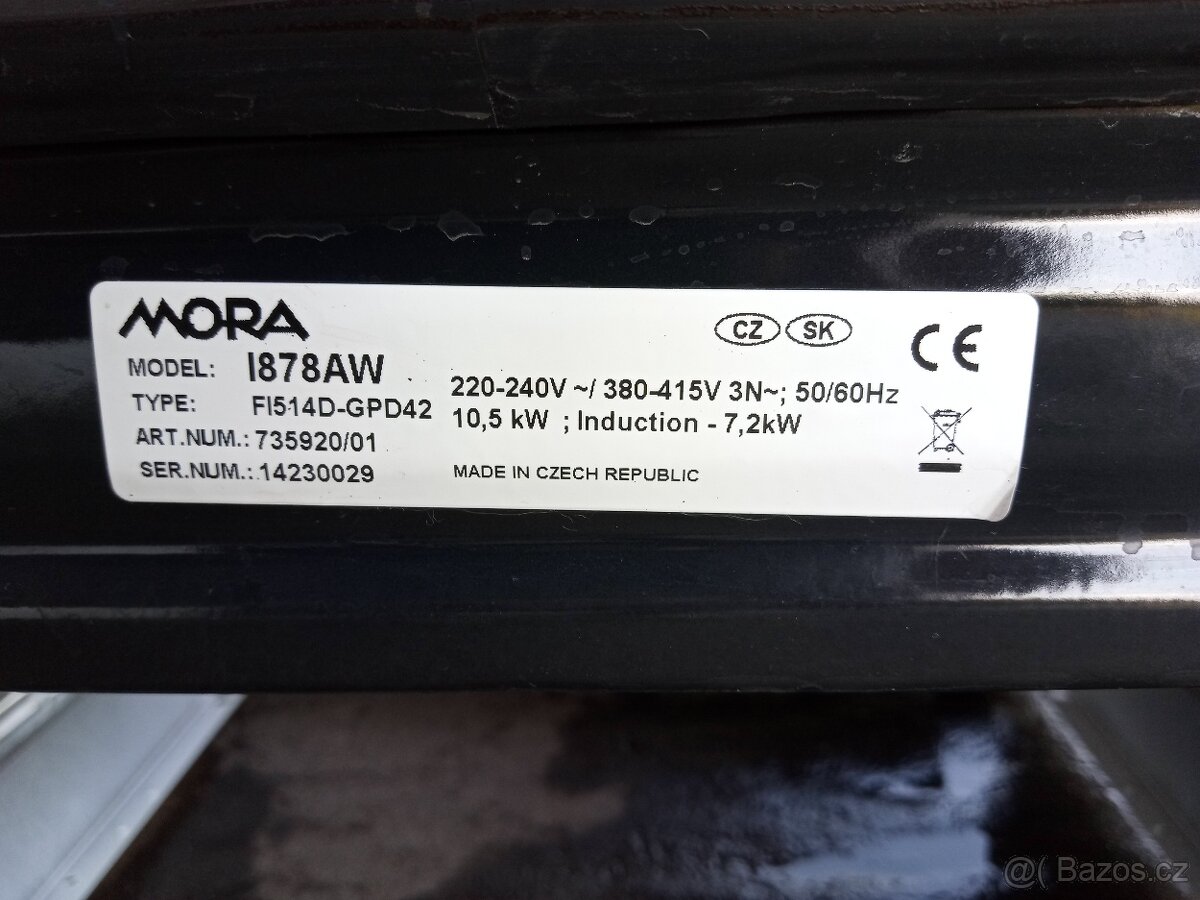 MORA
MODEL: I878AW
TYPE: FI514D-GPD42
ART.NUM.: 735920/01
SER.NUM.: 14230029
CZ SK
220-240V ~/ 380-415V 3N~; 50/60Hz
10,5 kW ; Induction - 7,2kW
MADE IN CZECH REPUBLIC
CE
@( Bazos.cz